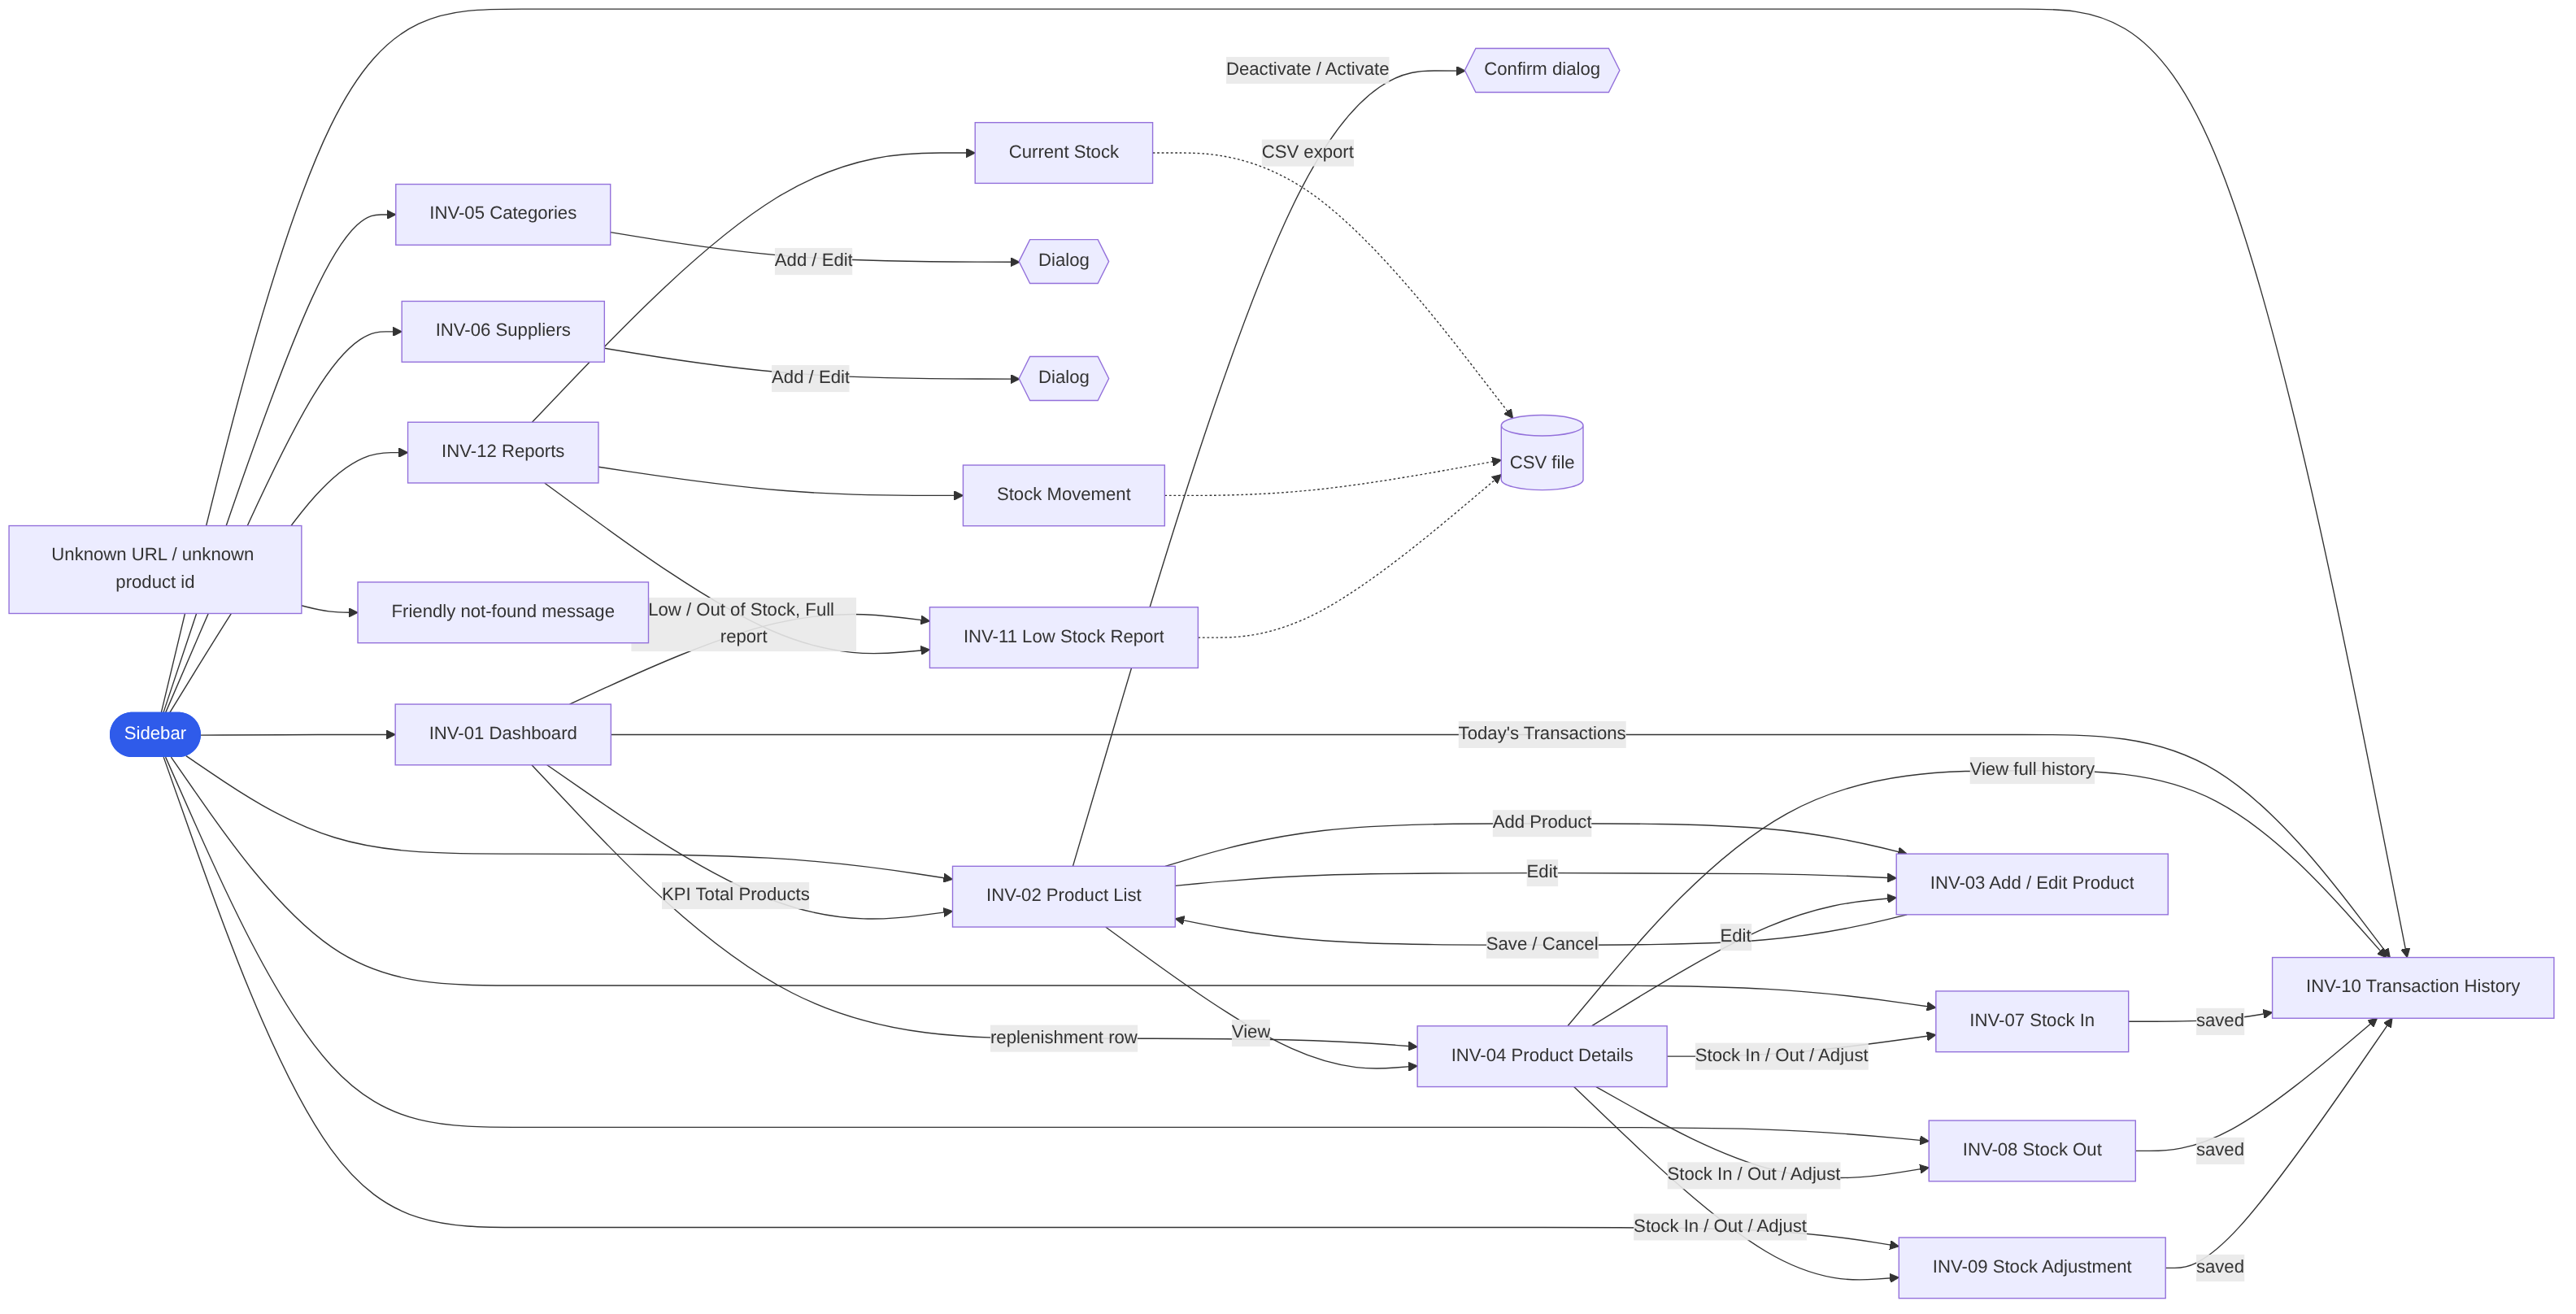 Deactivate / Activate
Confirm dialog
Current Stock
CSV export
INV-05 Categories
Add / Edit
Dialog
INV-06 Suppliers
Add / Edit
Dialog
INV-12 Reports
CSV file
Stock Movement
Unknown URL / unknown
product id
Friendly not-found message
Low / Out of Stock, Full
report
INV-11 Low Stock Report
Sidebar
INV-01 Dashboard
Today's Transactions
View full history
Add Product
INV-02 Product List
KPI Total Products
Edit
INV-03 Add / Edit Product
Save / Cancel
Edit
INV-10 Transaction History
replenishment row
View
INV-04 Product Details
Stock In / Out / Adjust
INV-07 Stock In
saved
INV-08 Stock Out
saved
Stock In / Out / Adjust
Stock In / Out / Adjust
INV-09 Stock Adjustment
saved